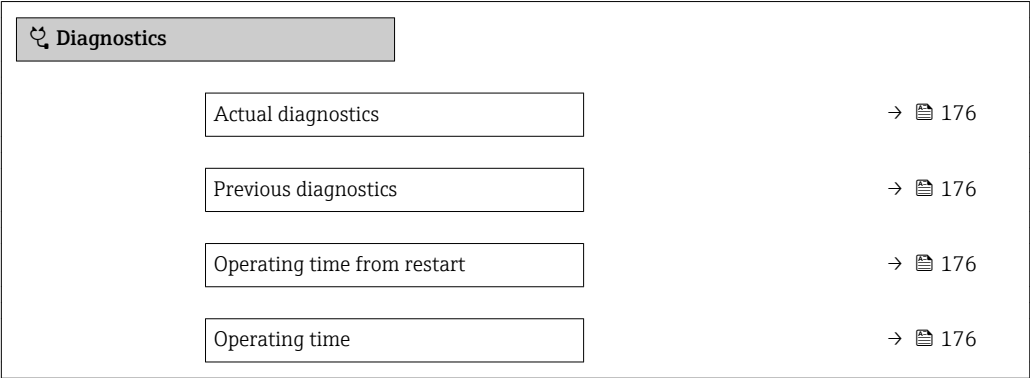 Diagnostics
Actual diagnostics → 176
Previous diagnostics → 176
Operating time from restart → 176
Operating time → 176